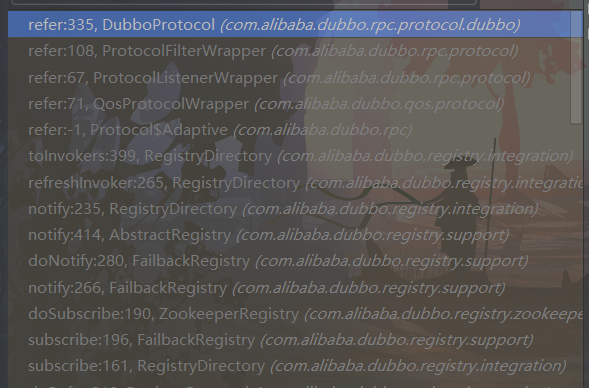 refer:335, DubboProtocol (com.alibaba.dubbo.rpc.protocol.dubbo)
refer:108, ProtocolFilterWrapper (com.alibaba.dubbo.rpc.protocol)
refer:67, ProtocolListenerWrapper (com.alibaba.dubbo.rpc.protocol)
refer:71, QosProtocolWrapper (com.alibaba.dubbo.qos.protocol)
refer:-1, Protocol$Adaptive (com.alibaba.dubbo.rpc)
toInvokers:399, RegistryDirectory (com.alibaba.dubbo.registry.integration)
refreshInvoker:265, RegistryDirectory (com.alibaba.dubbo.registry.integratio
notify:235, RegistryDirectory (com.alibaba.dubbo.registry.integration)
notify:414, AbstractRegistry (com.alibaba.dubbo.registry.support)
doNotify:280, FailbackRegistry (com.alibaba.dubbo.registry.support)
notify:266, FailbackRegistry (com.alibaba.dubbo.registry.support)
doSubscribe:190, ZookeeperRegistry (com.alibaba.dubbo.registry.zookeepe
subscribe:196, FailbackRegistry (com.alibaba.dubbo.registry.support)
subscribe:161, RegistryDirectory (com.alibaba.dubbo.registry.integration)